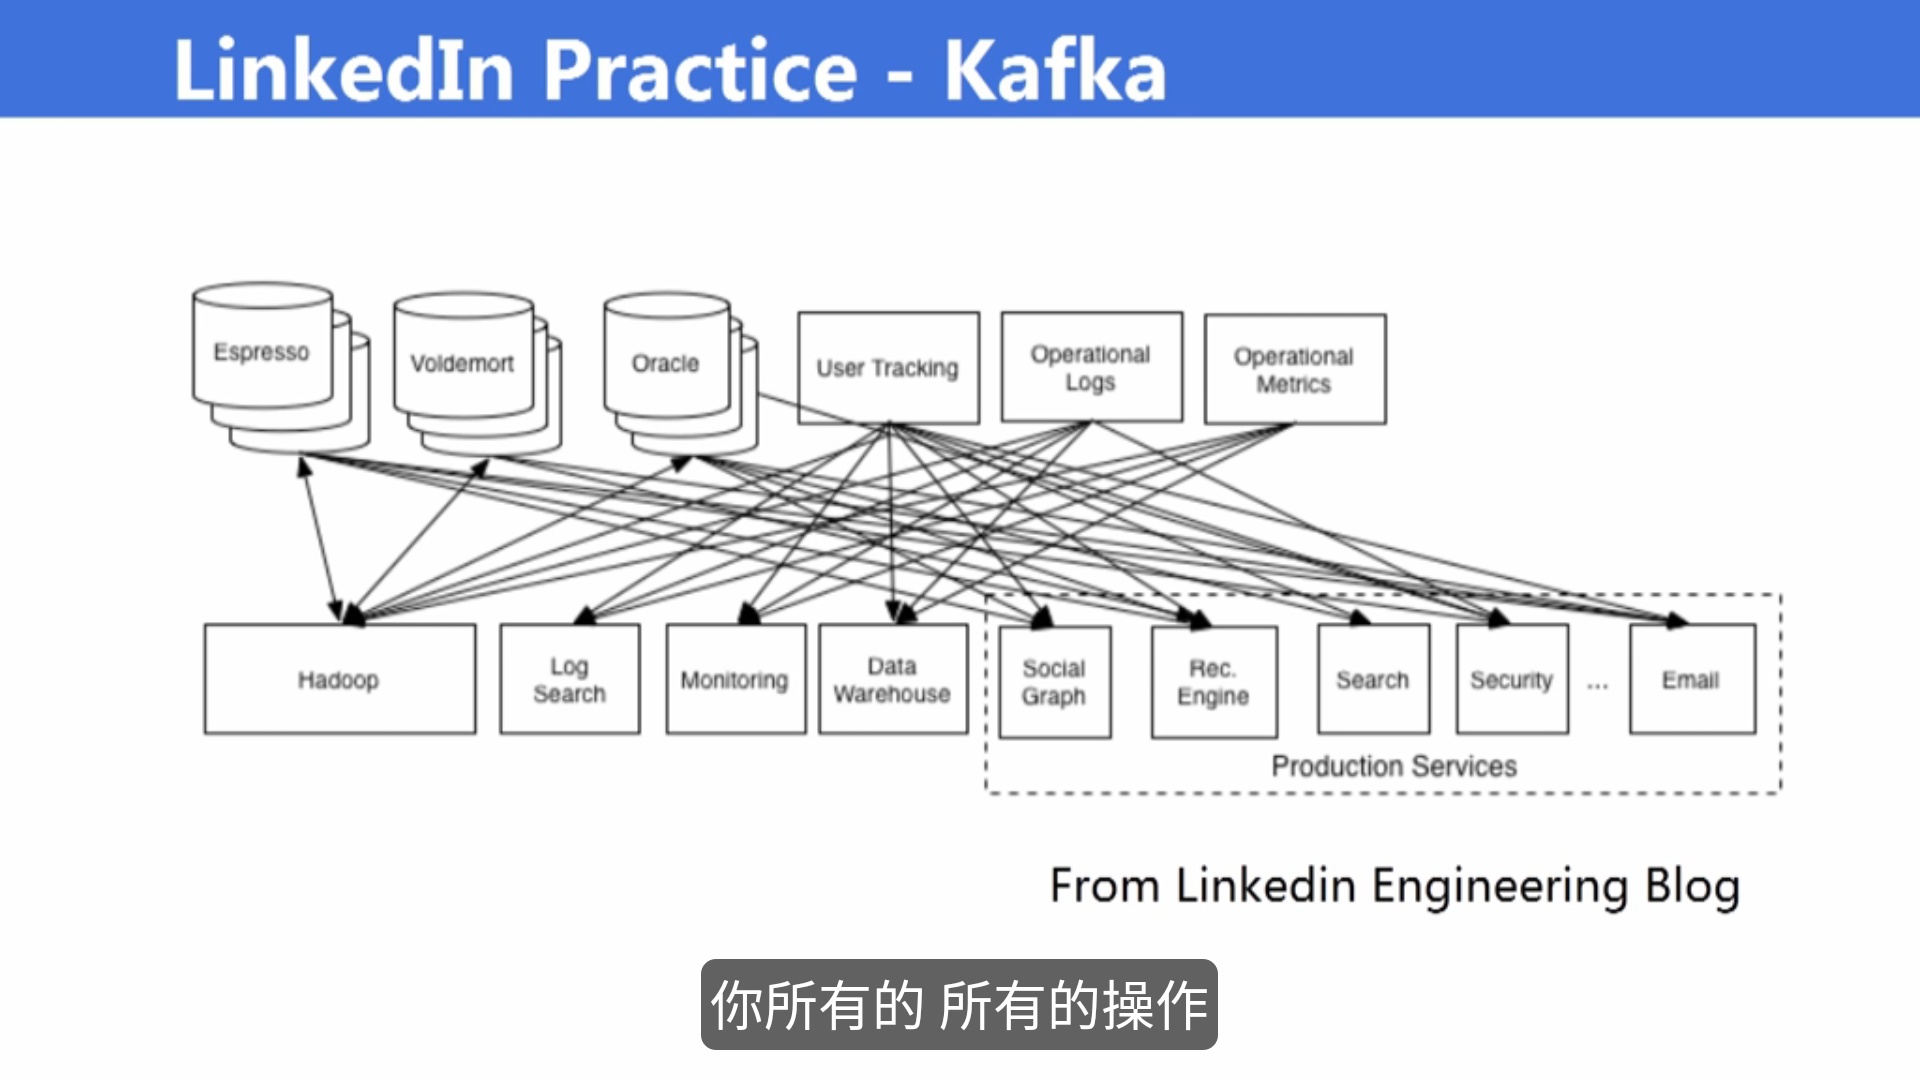 LinkedIn Practice - Kafka
Espresso
Voldemort
Oracle
User Tracking
Operational
Logs
Operational
Metrics
Hadoop
Log
Search
Monitoring
Data
Warehouse
Social
Graph
Rec.
Engine
Search
Security
...
Email
Production Services
From Linkedin Engineering Blog
你所有的 所有的操作